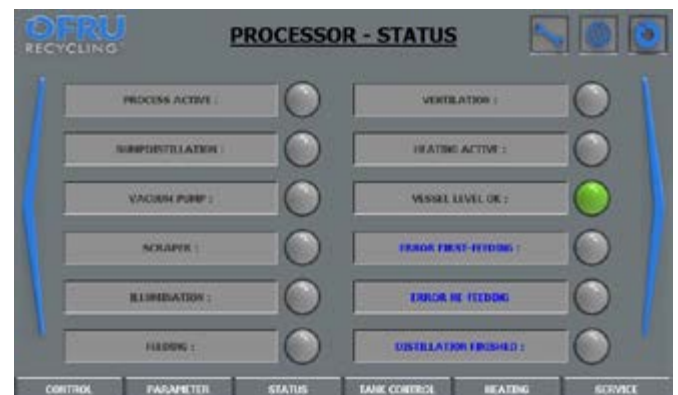 OFRU
RECYCLING
PROCESSOR - STATUS
PROCESS ACTIVE :
SUMPDISTILLATION :
VACUUM PUMP :
SCRAPER :
ILLUMINATION :
FEEDING :
VENTILATION :
HEATING ACTIVE :
VESSEL LEVEL OK :
ERROR FIRST-FEEDING :
ERROR RE-FEEDING
DISTILLATION FINISHED :
CONTROL
PARAMETER
STATUS
TANK CONTROL
HEATING
SERVICE